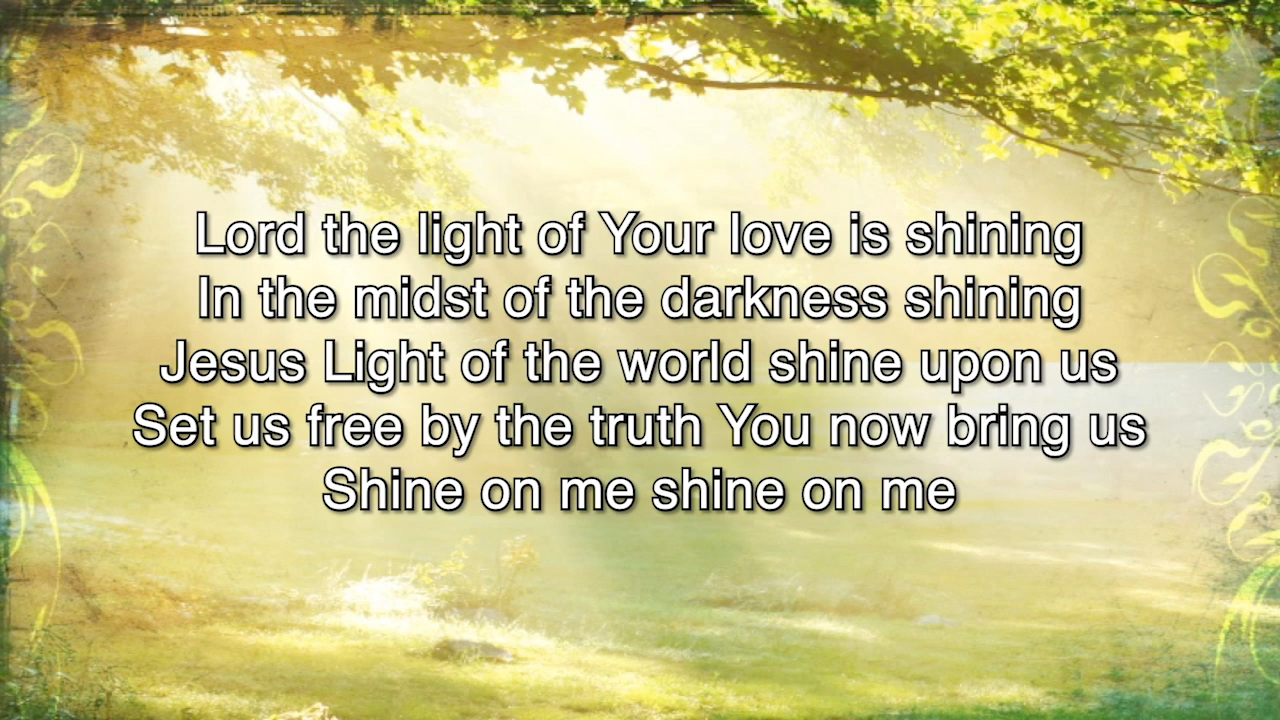 Lord the light of Your love is shining
In the midst of the darkness shining
Jesus Light of the world shine upon us
Set us free by the truth You now bring us
Shine on me shine on me